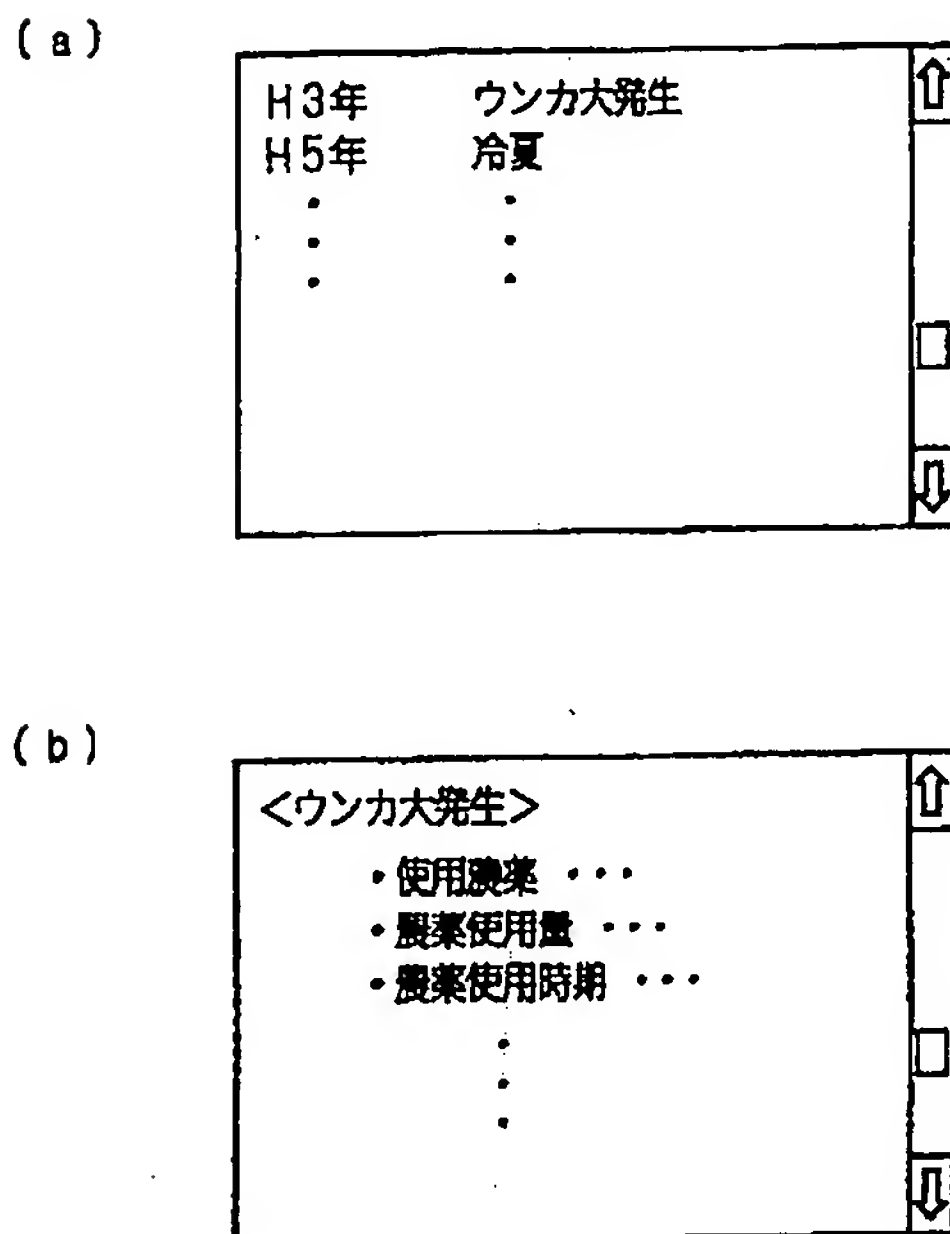 (a)
H3年 ウンカ大発生
H5年 冷夏
・ ・
・ ・
・ ・
(b)
<ウンカ大発生>
・使用農薬 ・・・
・農薬使用量 ・・・
・農薬使用時期 ・・・
・
・
・